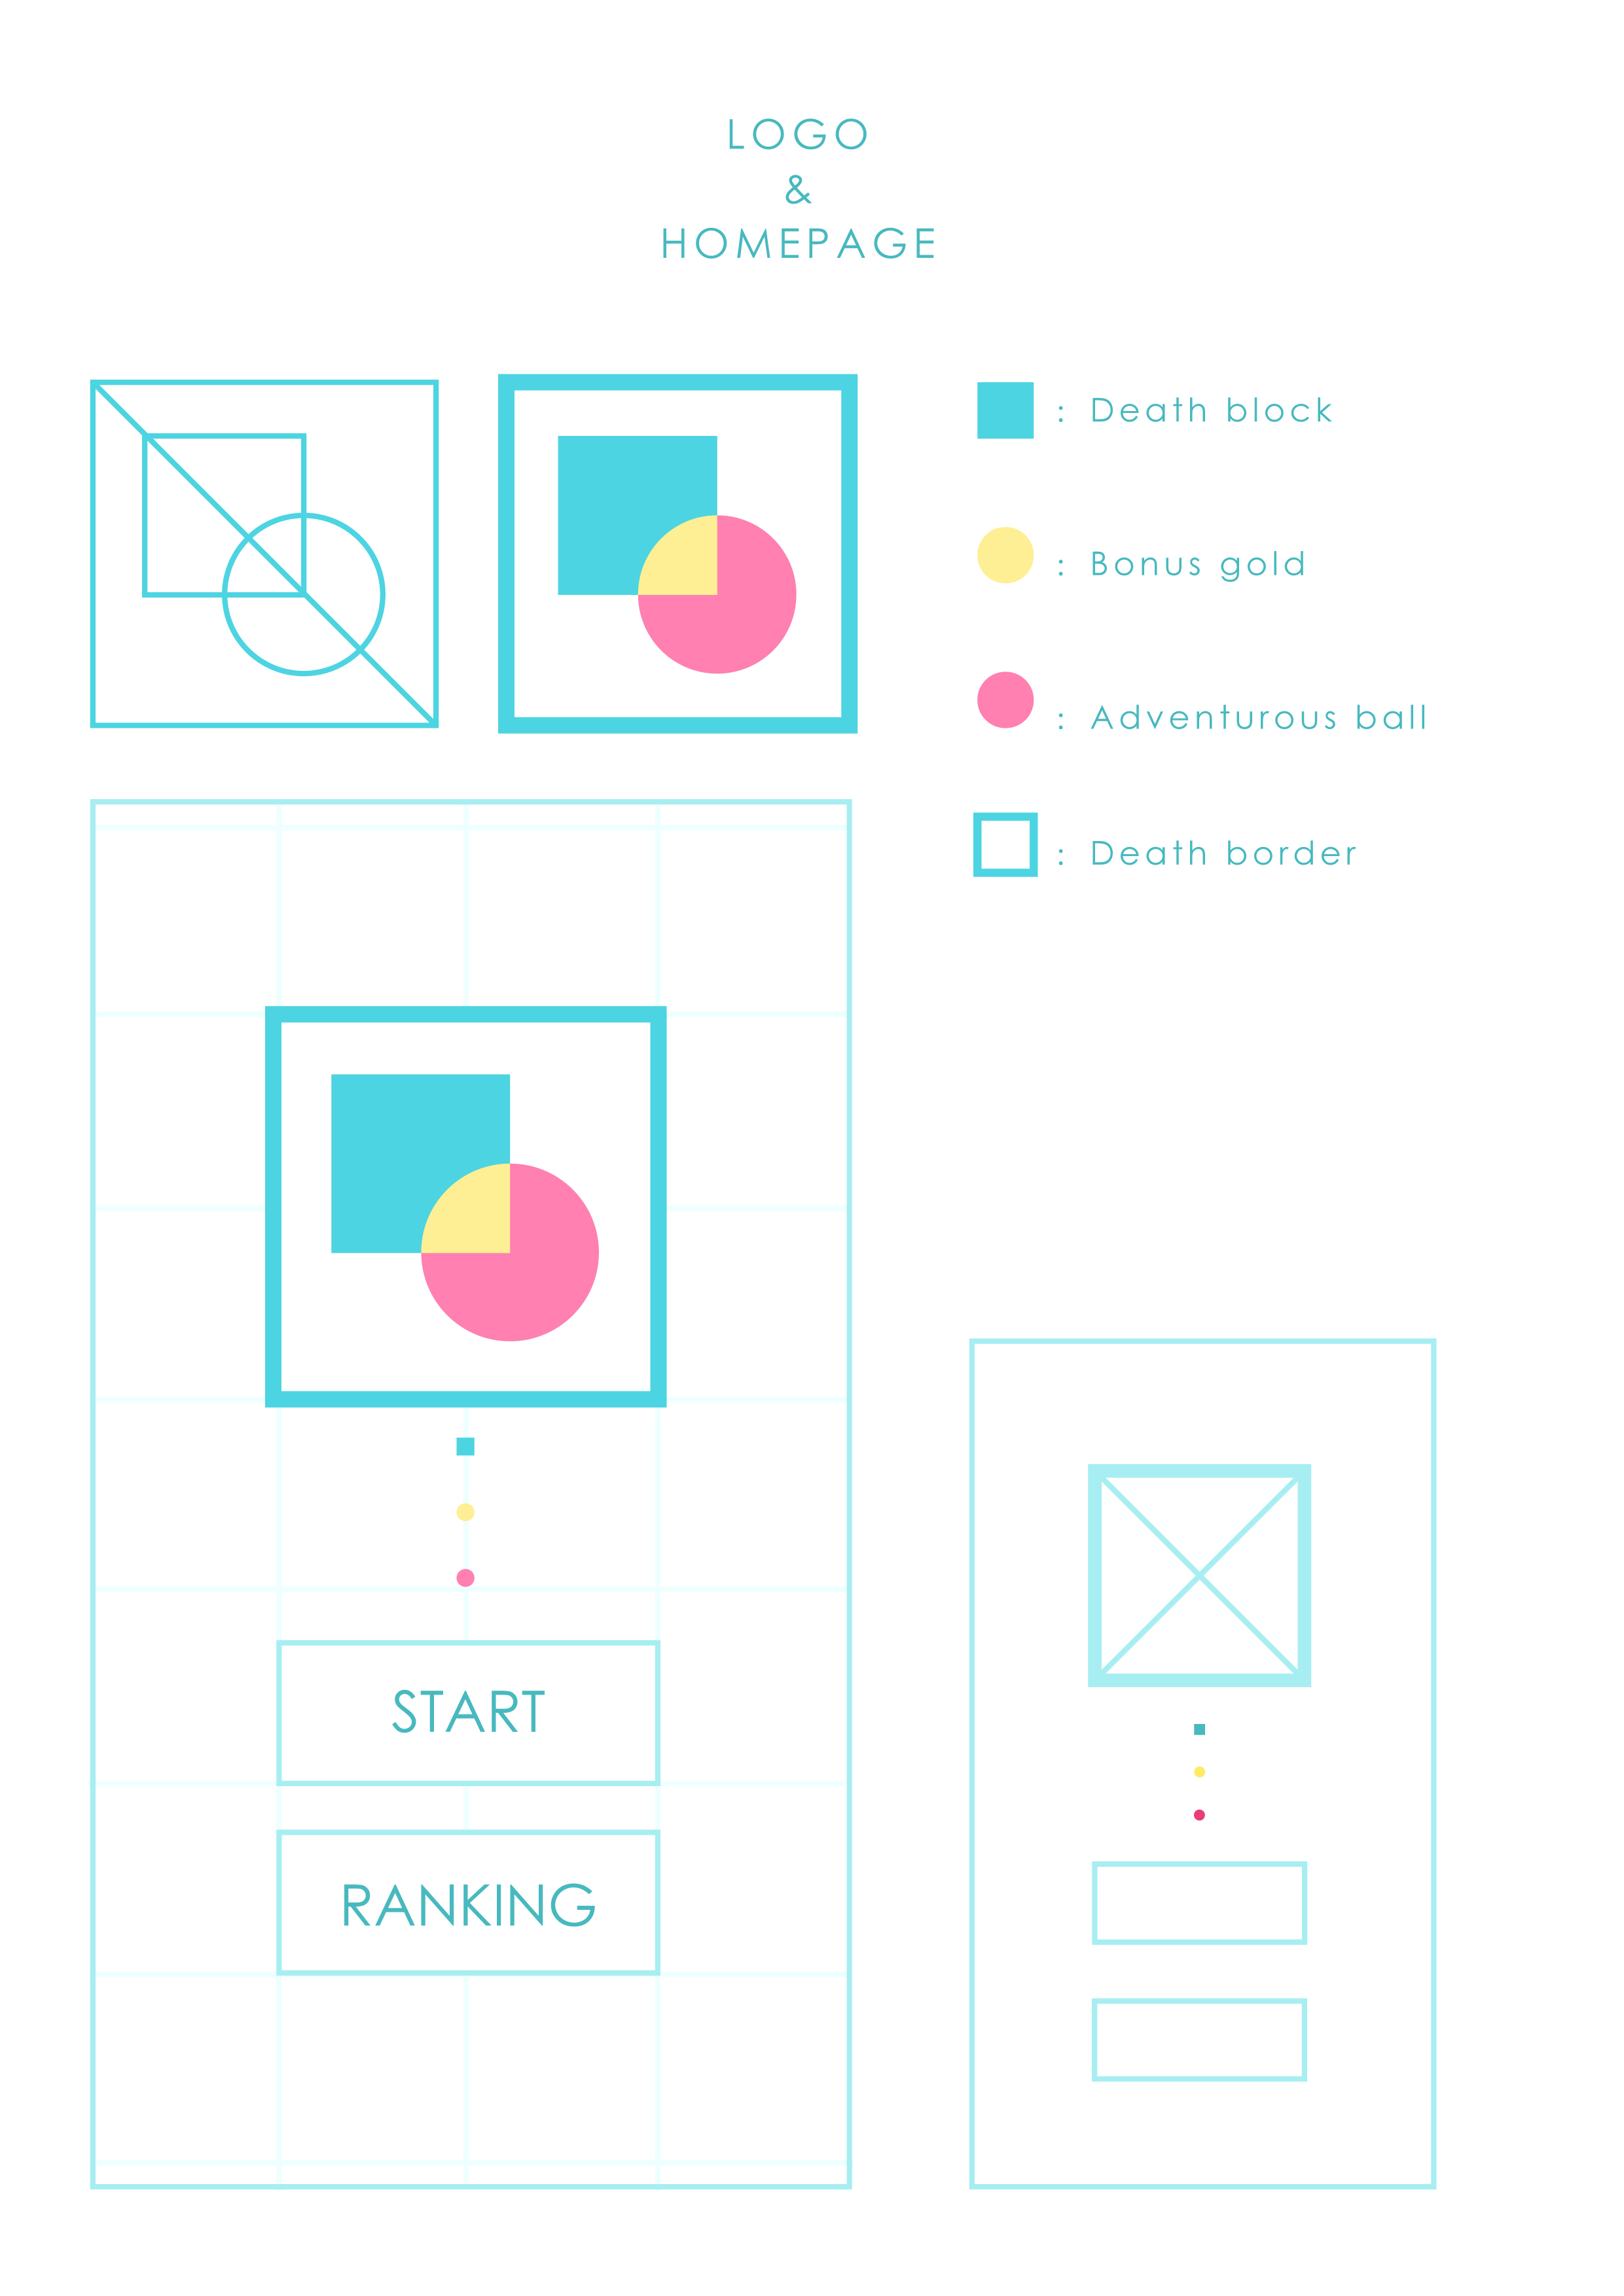 LOGO
&
HOMEPAGE
: Death block
: Bonus gold
: Adventurous ball
: Death border
START
RANKING